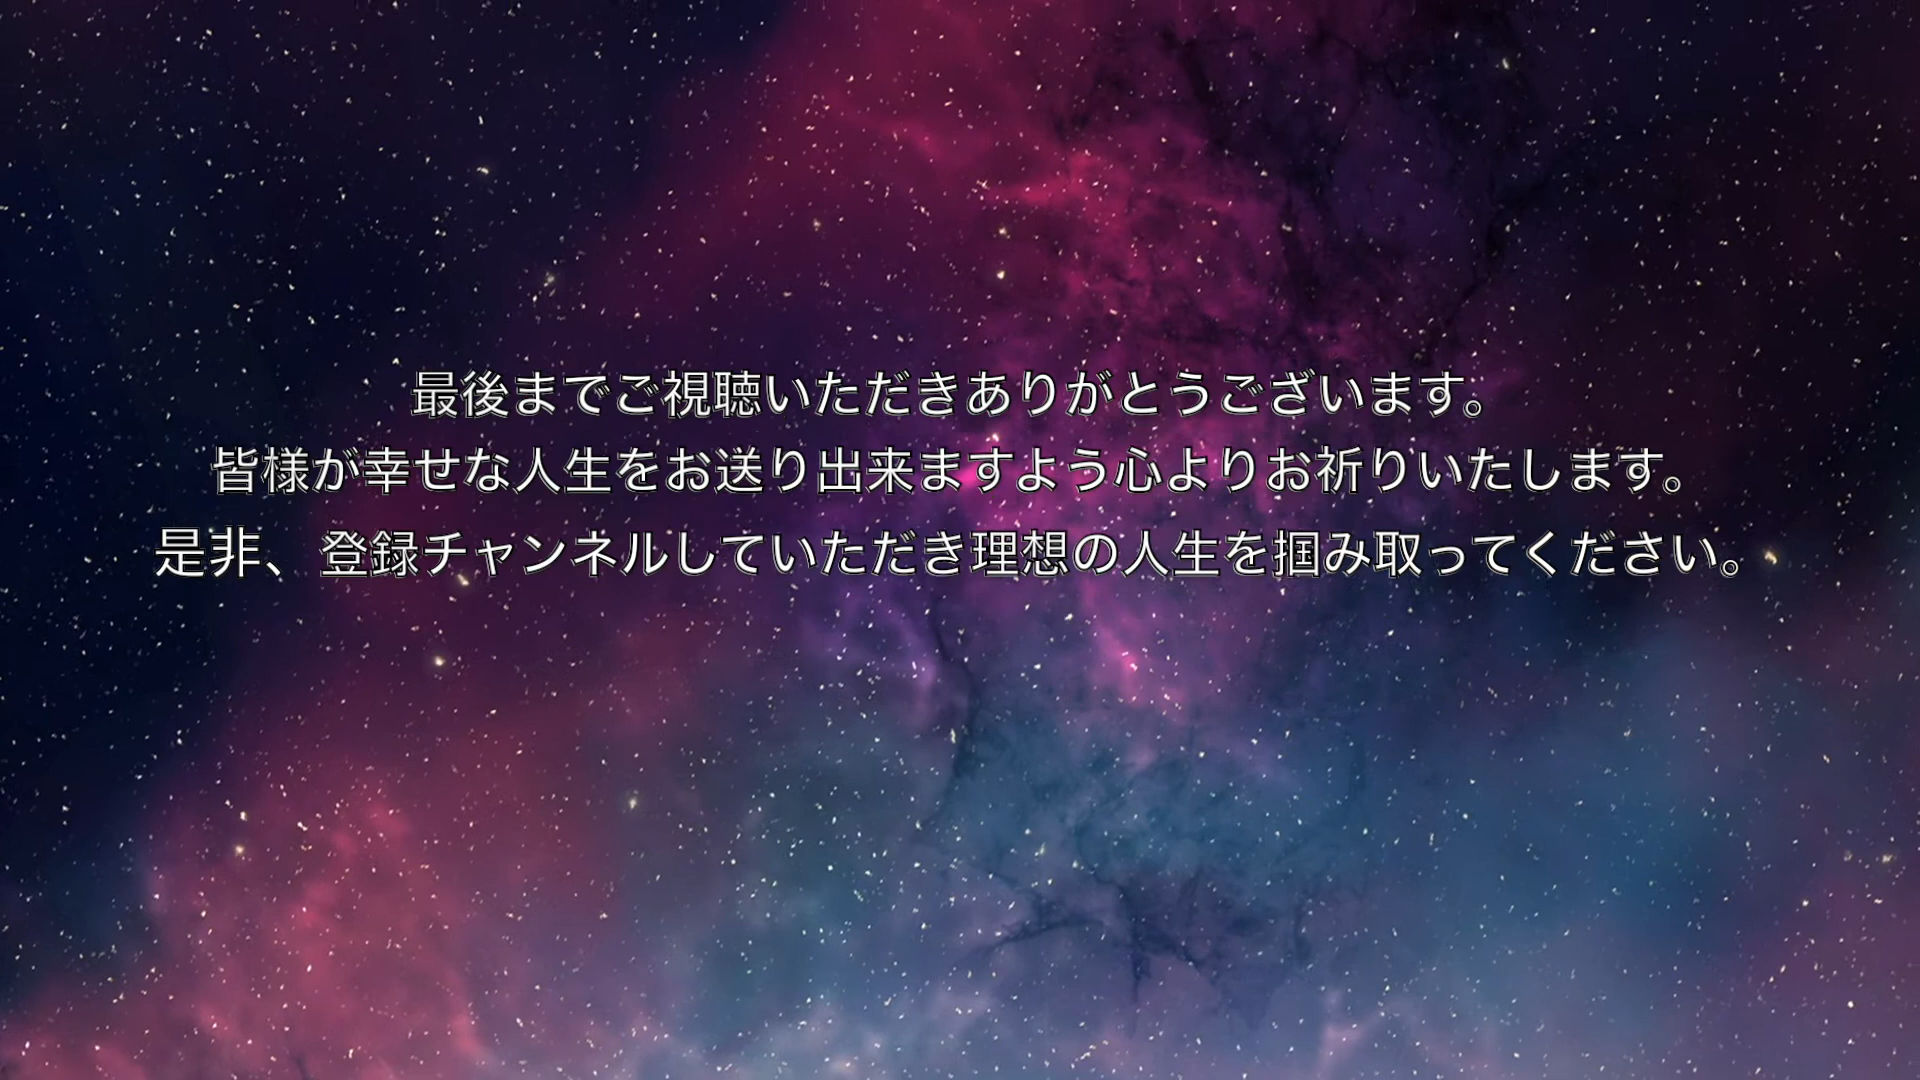 最後までご視聴いただきありがとうございます。
皆様が幸せな人生をお送り出来ますよう心よりお祈りいたします。
是非、登録チャンネルしていただき理想の人生を掴み取ってください。